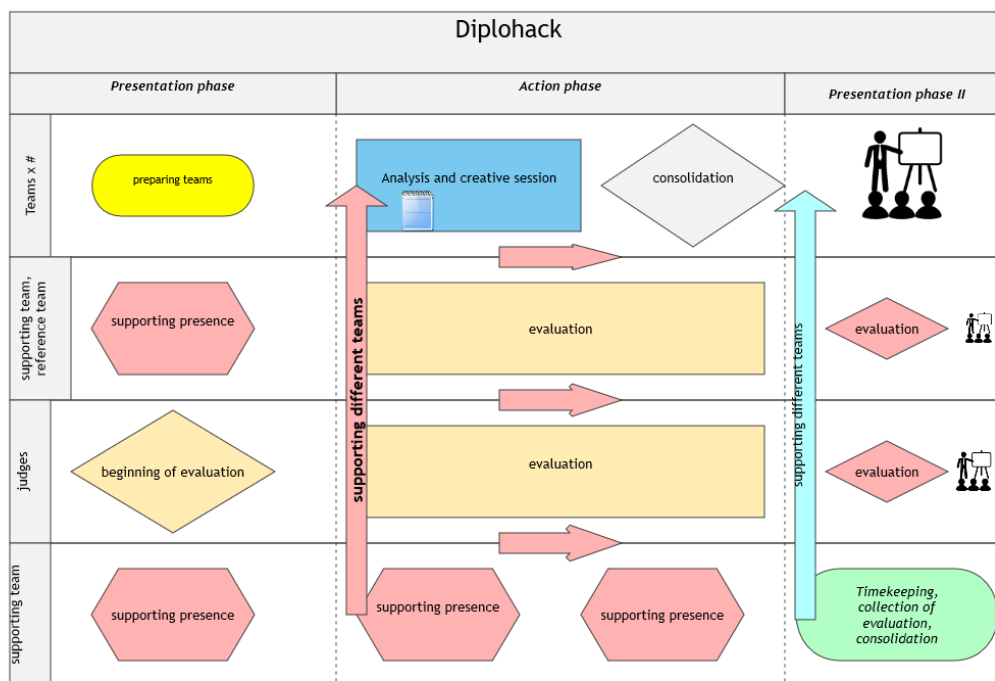 Diplohack
Presentation phase
Action phase
Presentation phase II
Teams x #
preparing teams
Analysis and creative session
consolidation
supporting team,
reference team
supporting presence
evaluation
evaluation
supporting different teams
supporting different teams
judges
beginning of evaluation
evaluation
evaluation
supporting team
supporting presence
supporting presence
supporting presence
Timekeeping,
collection of
evaluation,
consolidation